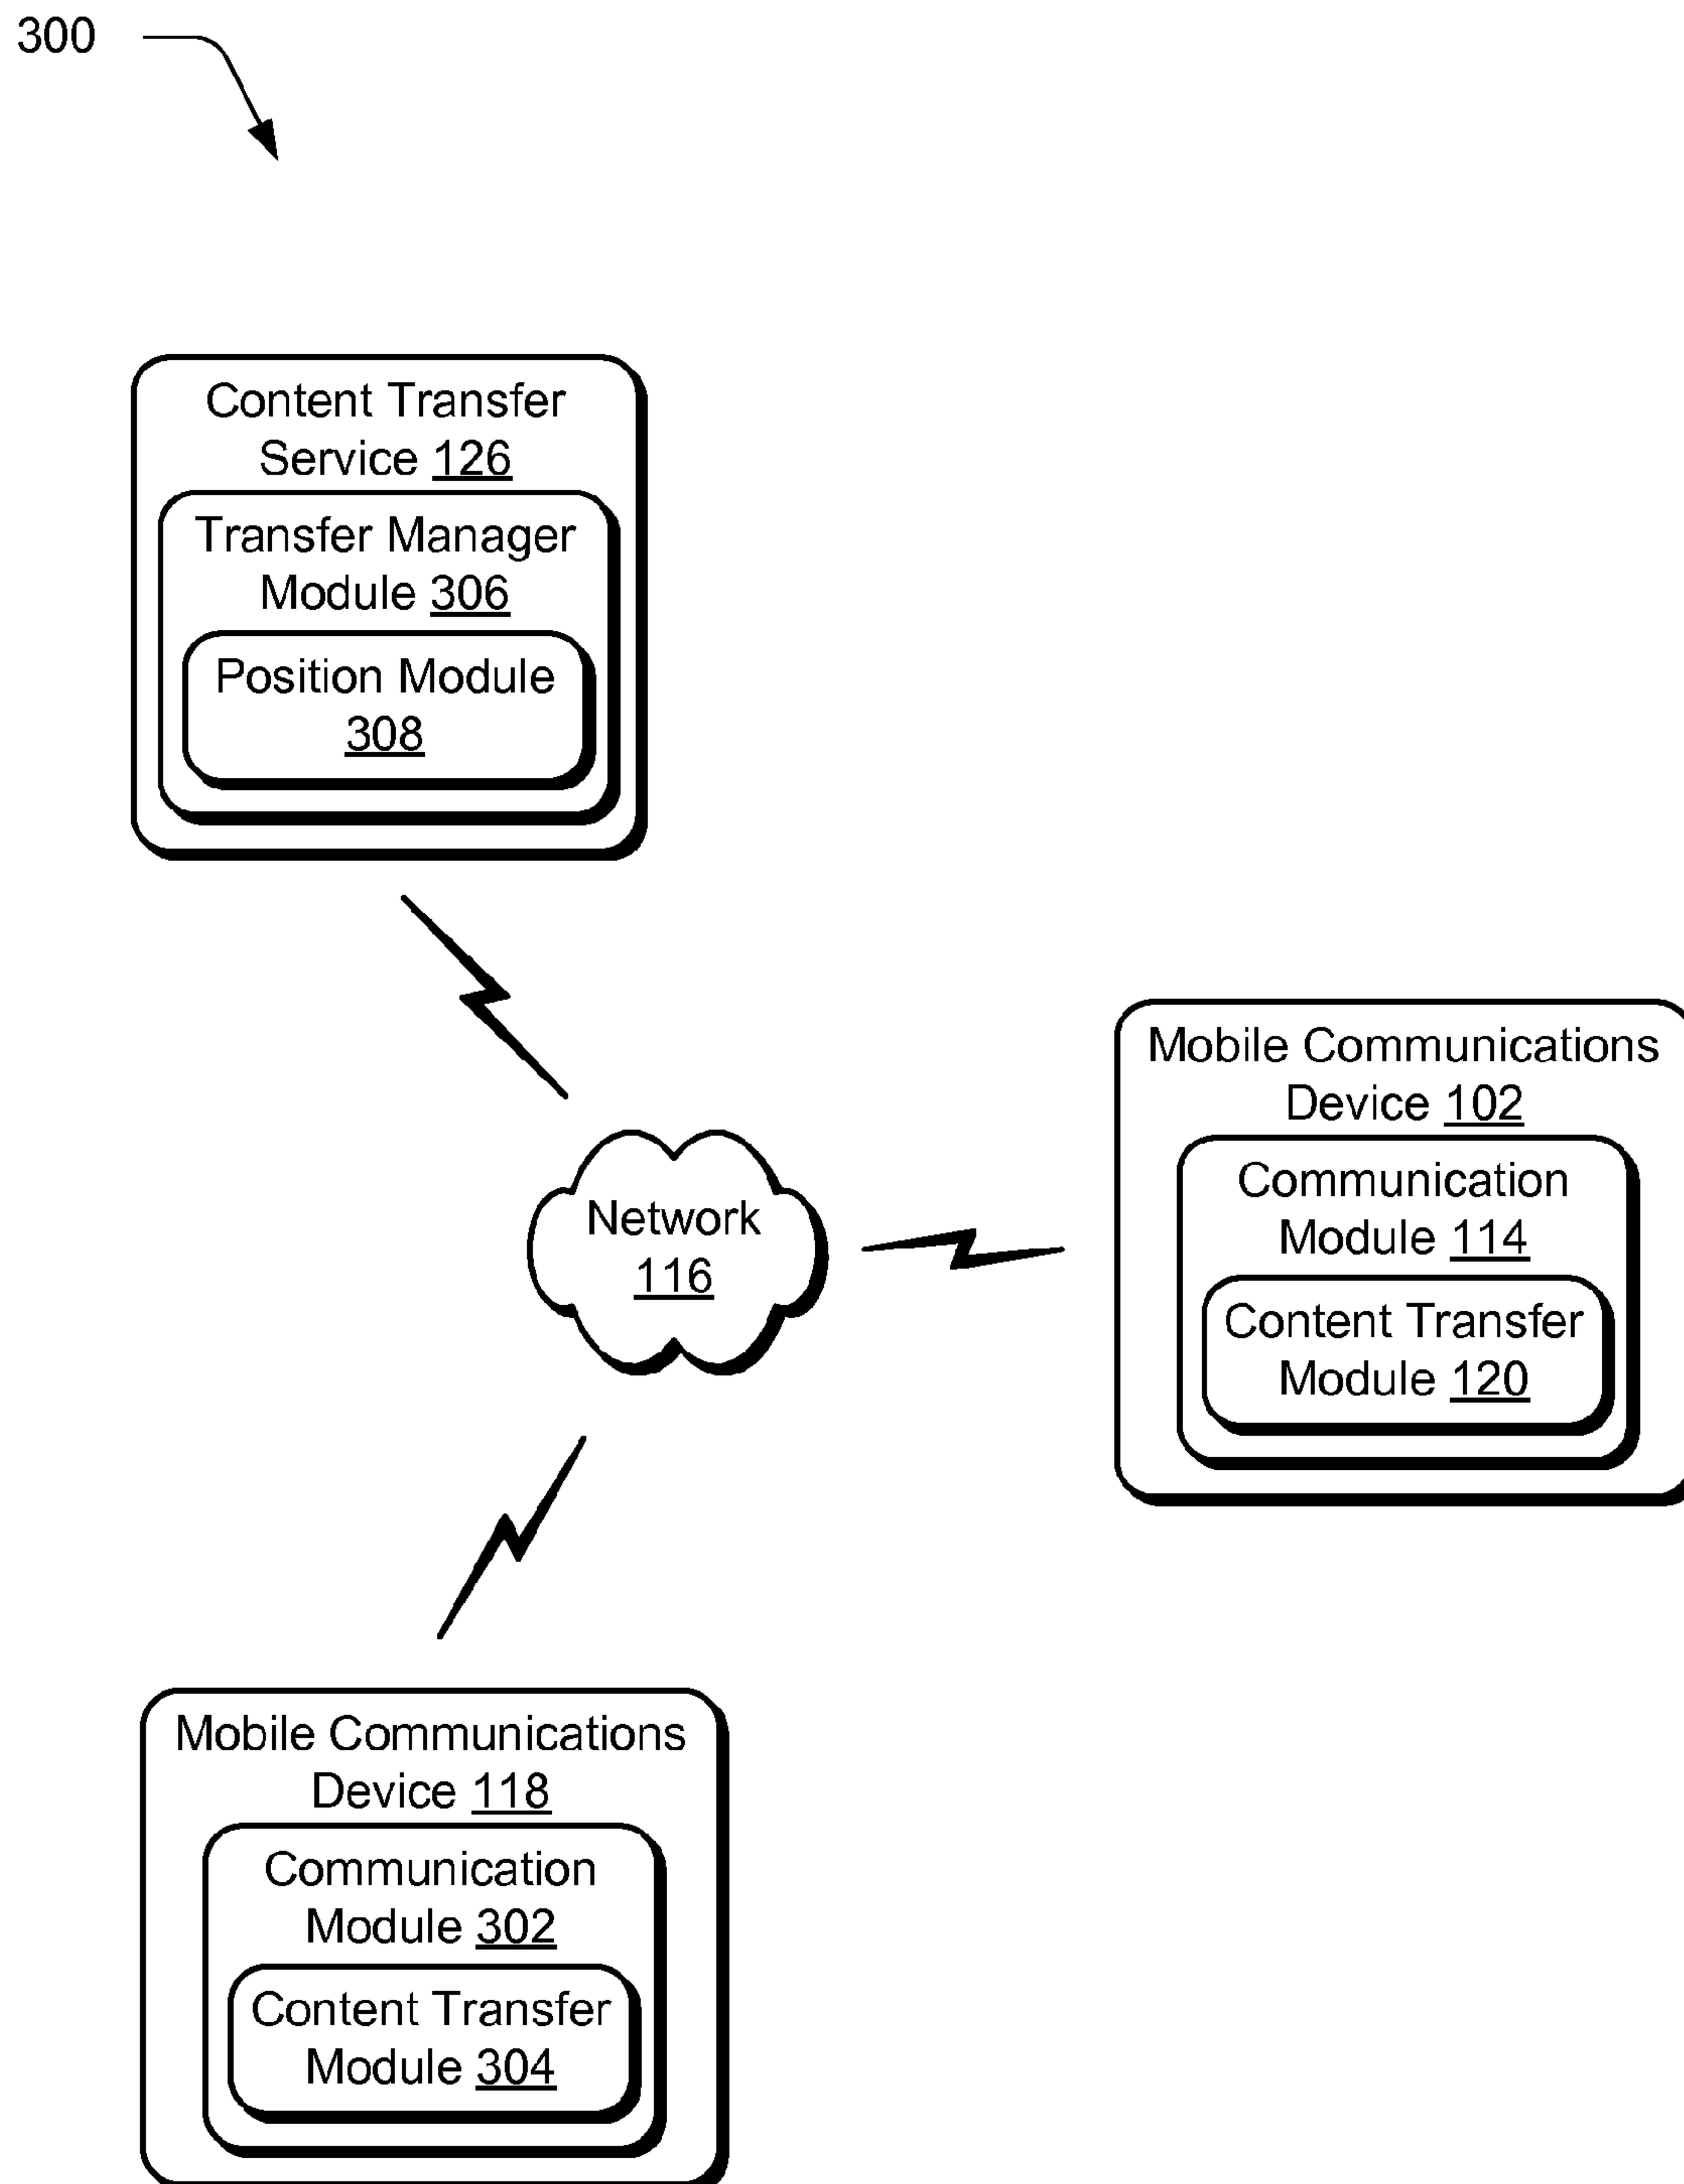 300
Content Transfer
Service 126
Transfer Manager
Module 306
Position Module
308
Network
116
Mobile Communications
Device 102
Communication
Module 114
Content Transfer
Module 120
Mobile Communications
Device 118
Communication
Module 302
Content Transfer
Module 304